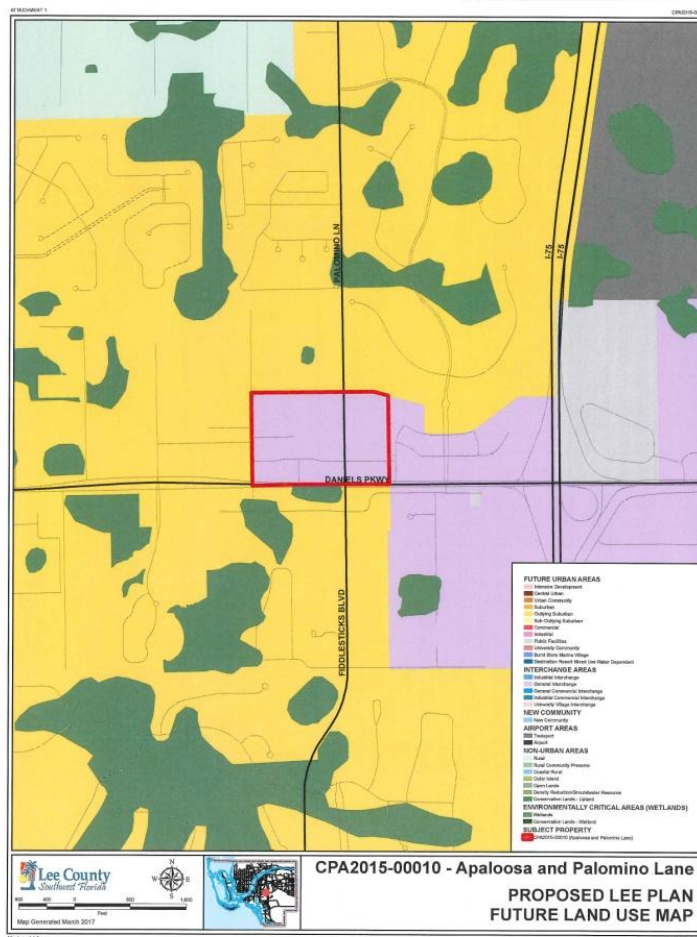 ATTACHMENT 1
PALOMINO LN
I-75
I-75
DANIELS PKWY
FIDDLESTICKS BLVD
FUTURE URBAN AREAS
Intensive Development
Central Urban
Urban Community
Suburban
Outlying Suburban
Sub-Outlying Suburban
Commercial
Industrial
Public Facilities
University Community
Burnt Store Marina Village
Destination Resort Mixed Use Water Dependent
INTERCHANGE AREAS
Industrial Interchange
General Interchange
General Commercial Interchange
Industrial Commercial Interchange
University Village Interchange
NEW COMMUNITY
New Community
AIRPORT AREAS
Tradeport
Airport
NON-URBAN AREAS
Rural
Rural Community Preserve
Coastal Rural
Outer Island
Open Lands
Density Reduction/Groundwater Resource
Conservation Lands - Upland
ENVIRONMENTALLY CRITICAL AREAS (WETLANDS)
Wetlands
Conservation Lands - Wetland
SUBJECT PROPERTY
CPA2015-00010 (Apaloosa and Palomino Lane)
Lee County
Southwest Florida
N
W
E
S
Feet
Map Generated March 2017
CPA2015-00010 - Apaloosa and Palomino Lane
PROPOSED LEE PLAN
FUTURE LAND USE MAP